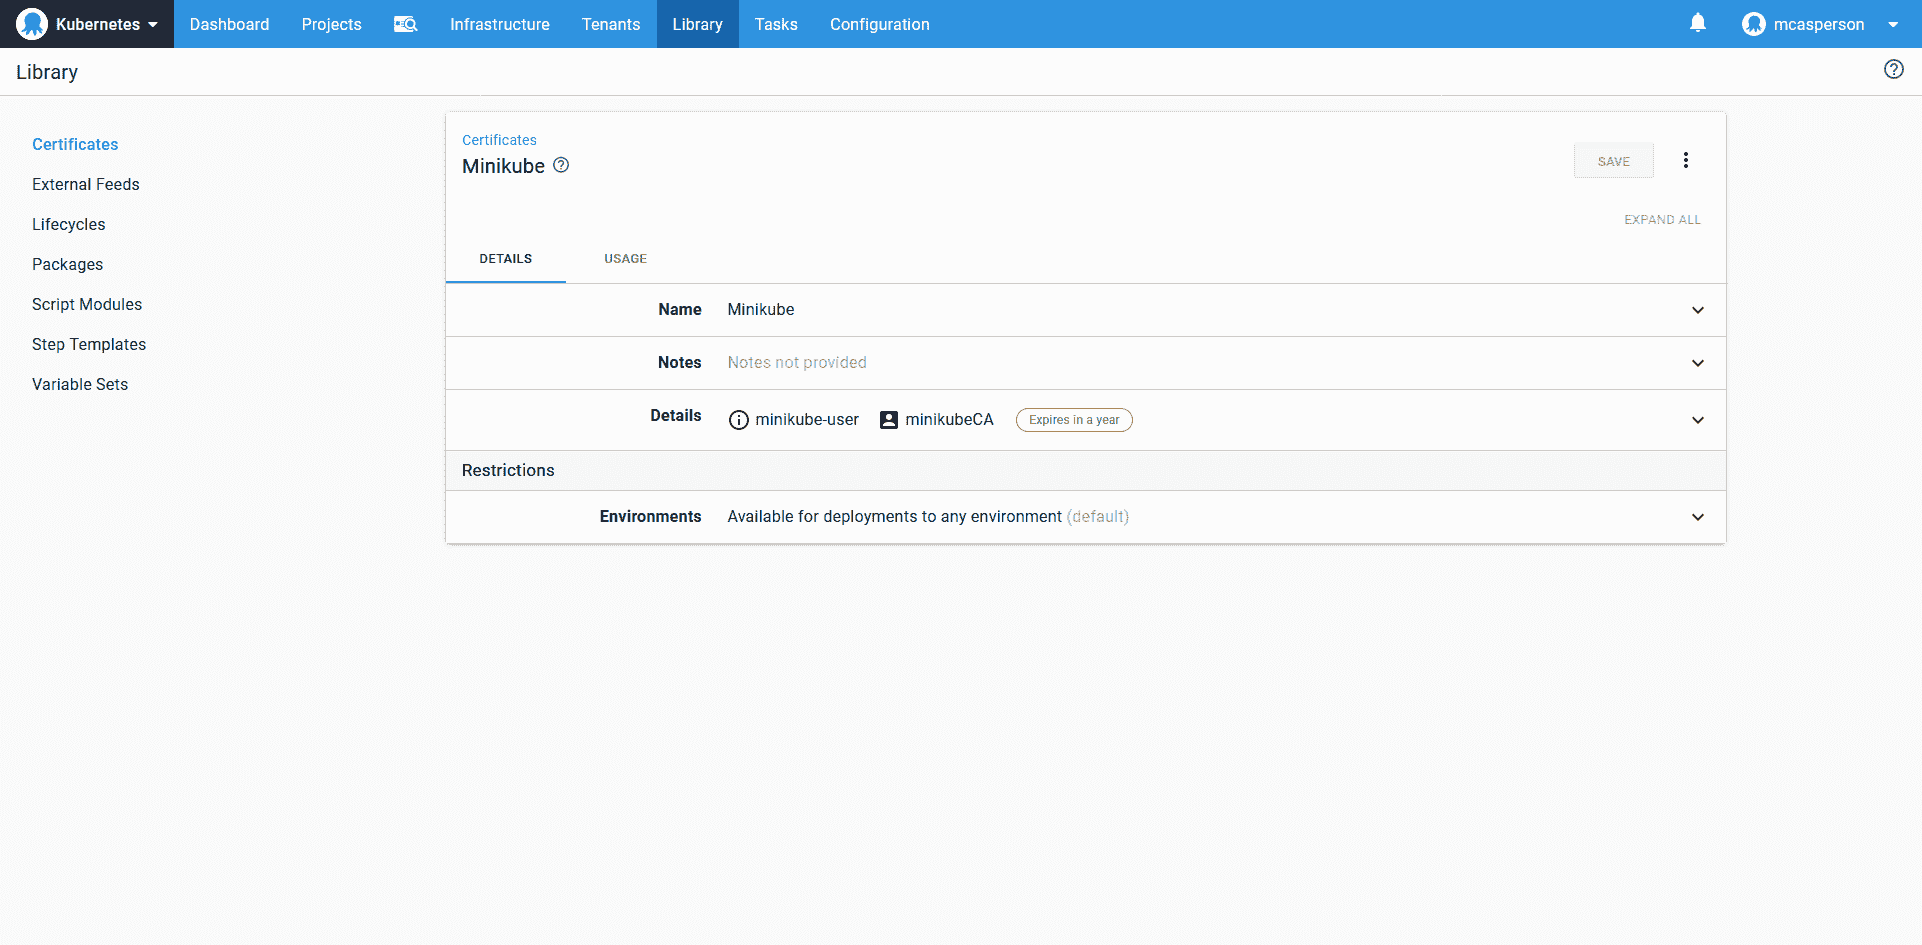 Kubernetes Dashboard Projects Infrastructure Tenants Library Tasks Configuration mcasperson
Library
Certificates
External Feeds
Lifecycles
Packages
Script Modules
Step Templates
Variable Sets
Certificates
Minikube
SAVE
EXPAND ALL
DETAILS USAGE
Name Minikube
Notes Notes not provided
Details minikube-user minikubeCA Expires in a year
Restrictions
Environments Available for deployments to any environment (default)